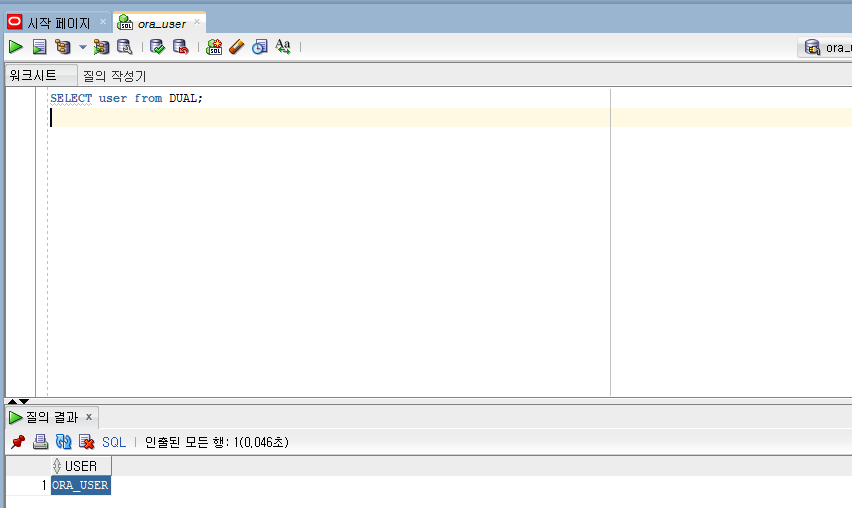 시작 페이지
ora_user
워크시트 질의 작성기
SELECT user from DUAL;
질의 결과 x
SQL | 인출된 모든 행: 1(0,046초)
USER
1 ORA_USER